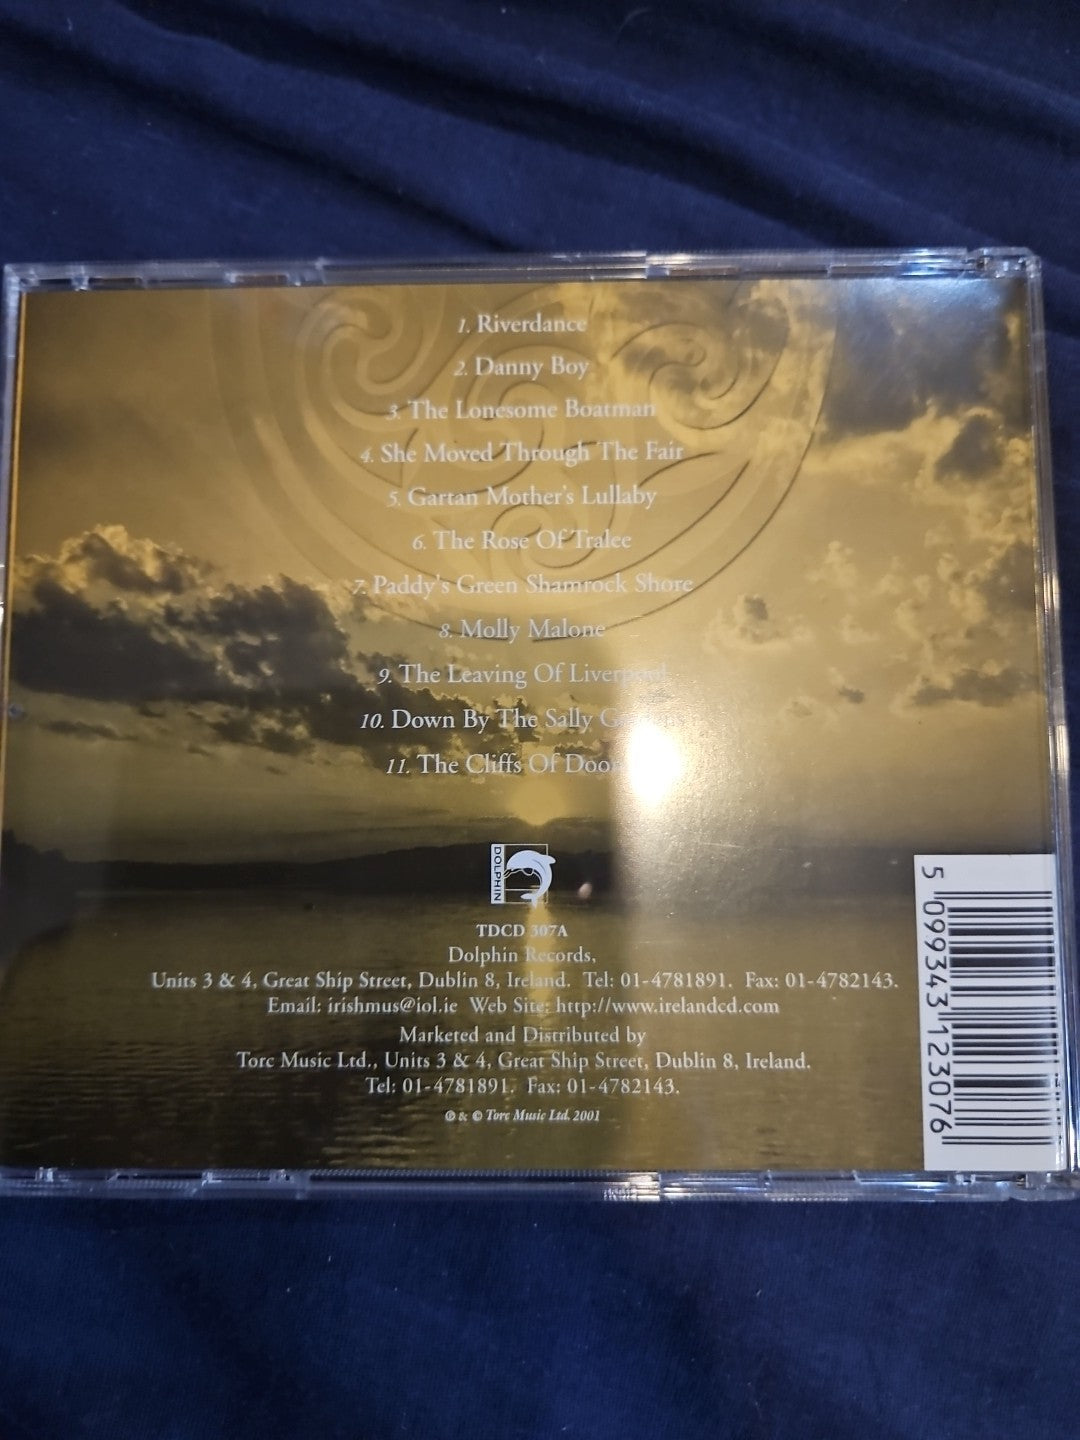 1. Riverdance
2. Danny Boy
3. The Lonesome Boatman
4. She Moved Through The Fair
5. Gartan Mother's Lullaby
6. The Rose Of Tralee
7. Paddy's Green Shamrock Shore
8. Molly Malone
9. The Leaving Of Liverpool
10. Down By The Sally Gardens
11. The Cliffs Of
DOLPHIN
TDCD 307A
Dolphin Records,
Units 3 & 4, Great Ship Street, Dublin 8, Ireland. Tel: 01-4781891. Fax: 01-4782143.
Email: irishmus@iol.ie Web Site: http://www.irelandcd.com
Marketed and Distributed by
Torc Music Ltd., Units 3 & 4, Great Ship Street, Dublin 8, Ireland.
Tel: 01-4781891. Fax: 01-4782143.
℗ & © Torc Music Ltd. 2001
5 099343 123076